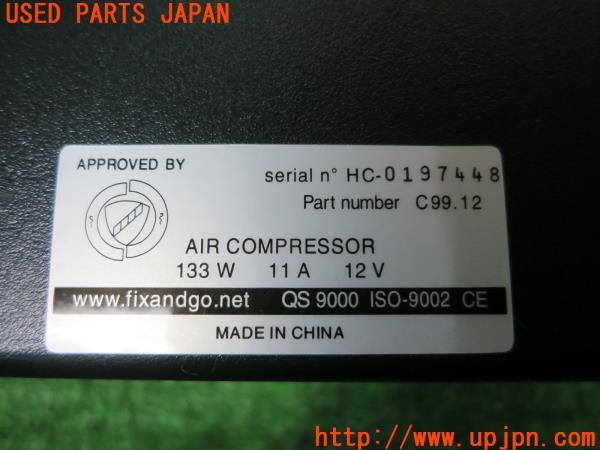 USED PARTS JAPAN
APPROVED BY
serial n° HC-0197448
Part number C99.12
AIR COMPRESSOR
133 W 11 A 12 V
www.fixandgo.net QS 9000 ISO-9002 CE
MADE IN CHINA
http://www.upjpn.com